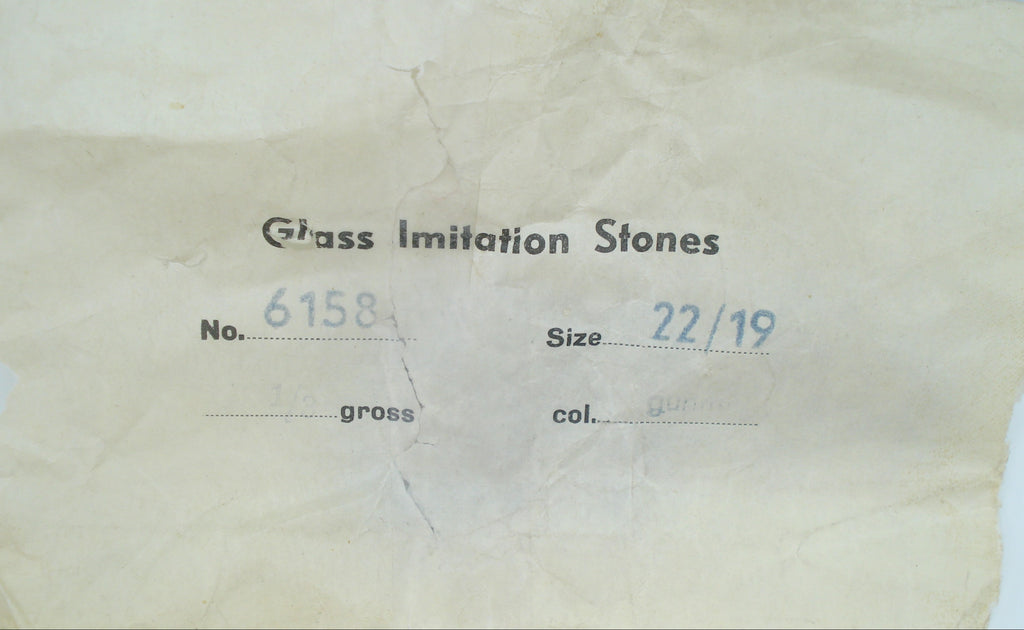 Glass Imitation Stones
No. 6158 Size 22/19
gross col.